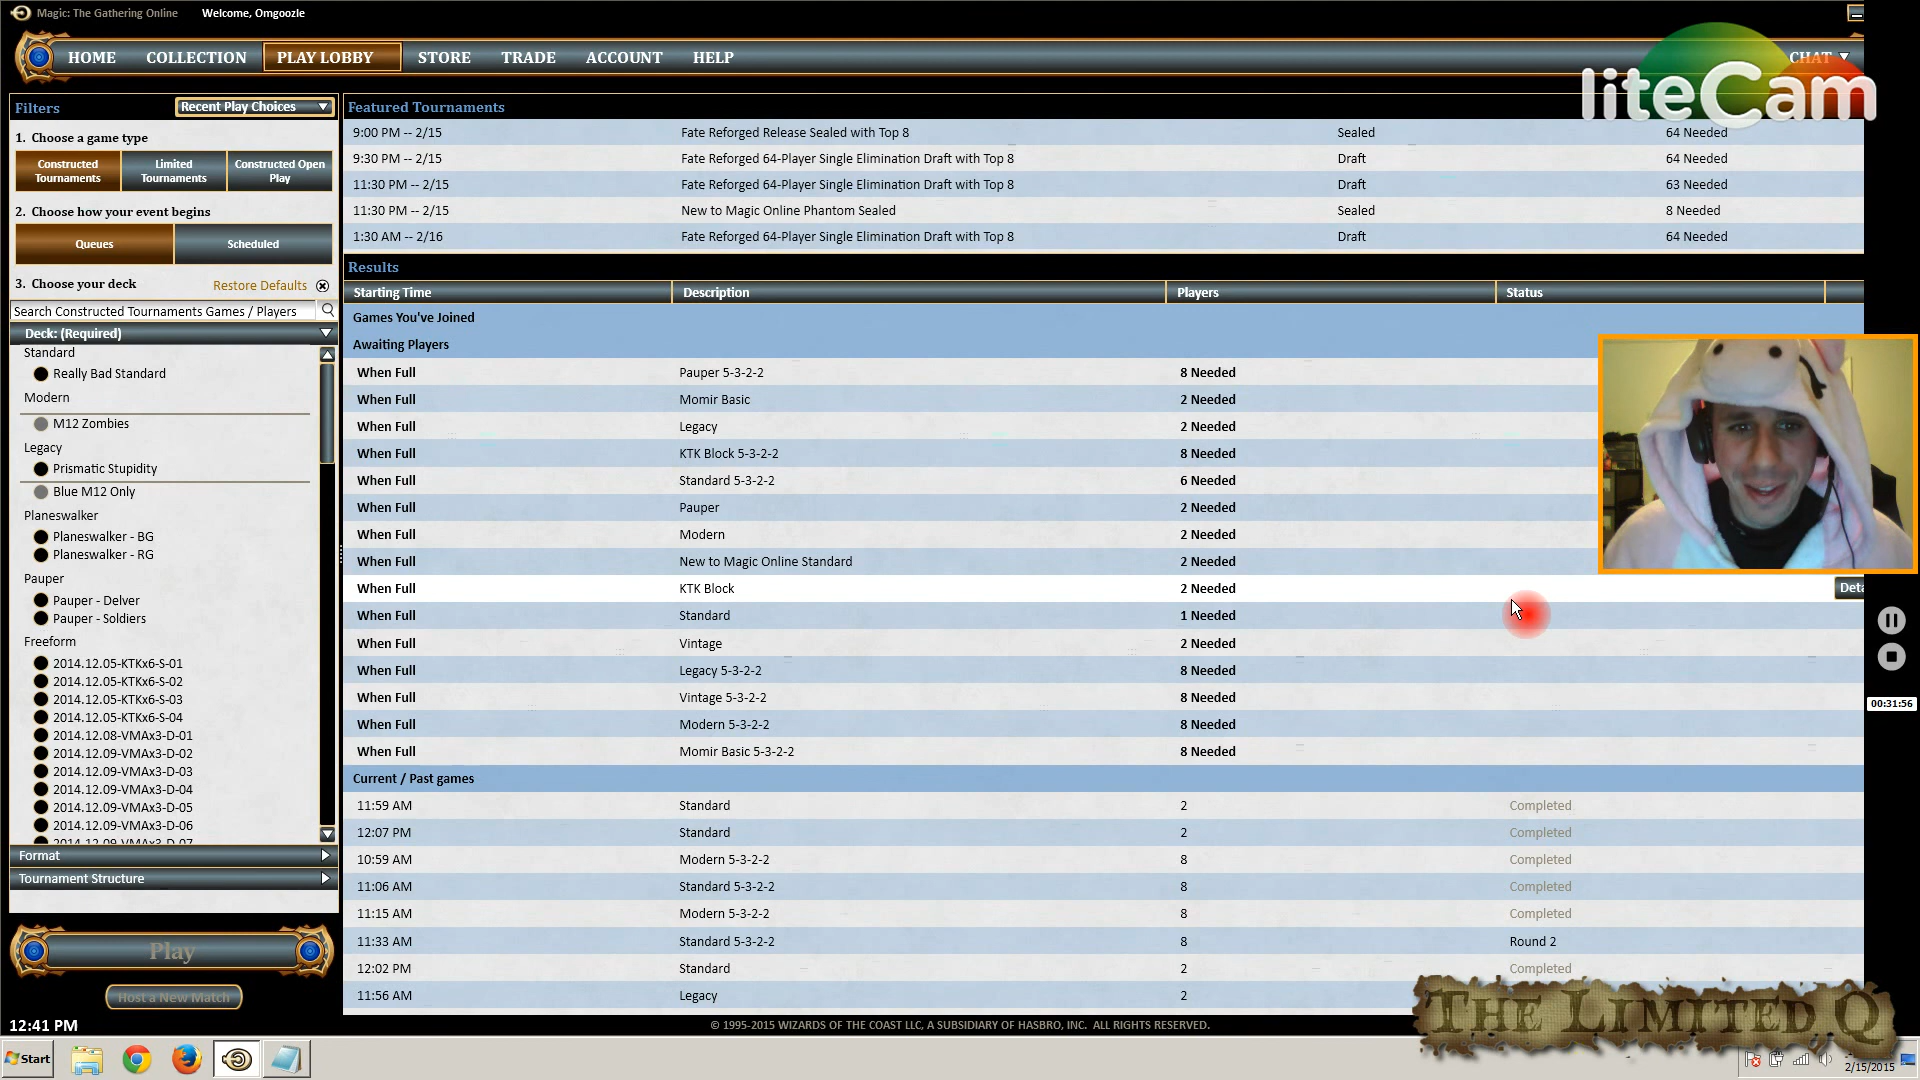 Magic: The Gathering Online Welcome, Omgoozle
HOME COLLECTION PLAY LOBBY STORE TRADE ACCOUNT HELP CHAT
liteCam
Filters Recent Play Choices
1. Choose a game type
Constructed Tournaments Limited Tournaments Constructed Open Play
2. Choose how your event begins
Queues Scheduled
3. Choose your deck Restore Defaults
Search Constructed Tournaments Games / Players
Deck: (Required)
Standard
Really Bad Standard
Modern
M12 Zombies
Legacy
Prismatic Stupidity
Blue M12 Only
Planeswalker
Planeswalker - BG
Planeswalker - RG
Pauper
Pauper - Delver
Pauper - Soldiers
Freeform
2014.12.05-KTKx6-S-01
2014.12.05-KTKx6-S-02
2014.12.05-KTKx6-S-03
2014.12.05-KTKx6-S-04
2014.12.08-VMAx3-D-01
2014.12.09-VMAx3-D-02
2014.12.09-VMAx3-D-03
2014.12.09-VMAx3-D-04
2014.12.09-VMAx3-D-05
2014.12.09-VMAx3-D-06
2014.12.09-VMAx3-D-07
Format
Tournament Structure
Play
Host a New Match
12:41 PM
Featured Tournaments
9:00 PM -- 2/15 Fate Reforged Release Sealed with Top 8 Sealed 64 Needed
9:30 PM -- 2/15 Fate Reforged 64-Player Single Elimination Draft with Top 8 Draft 64 Needed
11:30 PM -- 2/15 Fate Reforged 64-Player Single Elimination Draft with Top 8 Draft 63 Needed
11:30 PM -- 2/15 New to Magic Online Phantom Sealed Sealed 8 Needed
1:30 AM -- 2/16 Fate Reforged 64-Player Single Elimination Draft with Top 8 Draft 64 Needed
Results
Starting Time Description Players Status
Games You've Joined
Awaiting Players
When Full Pauper 5-3-2-2 8 Needed
When Full Momir Basic 2 Needed
When Full Legacy 2 Needed
When Full KTK Block 5-3-2-2 8 Needed
When Full Standard 5-3-2-2 6 Needed
When Full Pauper 2 Needed
When Full Modern 2 Needed
When Full New to Magic Online Standard 2 Needed
When Full KTK Block 2 Needed Deta
When Full Standard 1 Needed
When Full Vintage 2 Needed
When Full Legacy 5-3-2-2 8 Needed
When Full Vintage 5-3-2-2 8 Needed
When Full Modern 5-3-2-2 8 Needed
When Full Momir Basic 5-3-2-2 8 Needed
Current / Past games
11:59 AM Standard 2 Completed
12:07 PM Standard 2 Completed
10:59 AM Modern 5-3-2-2 8 Completed
11:06 AM Standard 5-3-2-2 8 Completed
11:15 AM Modern 5-3-2-2 8 Completed
11:33 AM Standard 5-3-2-2 8 Round 2
12:02 PM Standard 2 Completed
11:56 AM Legacy 2
© 1995-2015 WIZARDS OF THE COAST LLC, A SUBSIDIARY OF HASBRO, INC. ALL RIGHTS RESERVED.
00:31:56
THE LIMITED Q
Start
2/15/2015